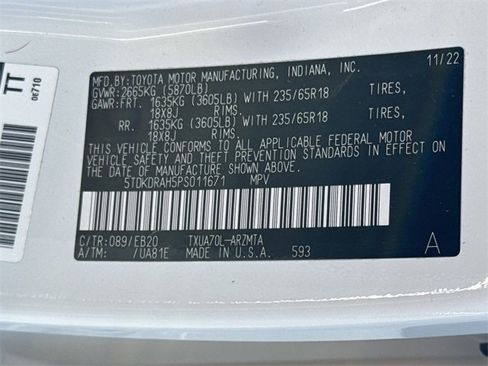 TT
0E710
MFD.BY:TOYOTA MOTOR MANUFACTURING, INDIANA, INC. 11/22
GVWR:2665KG (5870LB)
GAWR:FRT. 1635KG (3605LB) WITH 235/65R18 TIRES,
18X8J RIMS.
RR. 1635KG (3605LB) WITH 235/65R18 TIRES,
18X8J RIMS.
THIS VEHICLE CONFORMS TO ALL APPLICABLE FEDERAL MOTOR
VEHICLE SAFETY AND THEFT PREVENTION STANDARDS IN
EFFECT ON THE DATE OF MANUFACTURE SHOWN ABOVE.
5TDKDRAH5PS011671 MPV
C/TR:089/EB20 TXUA70L-ARZMTA A
A/TM: /UA81E MADE IN U.S.A. 593